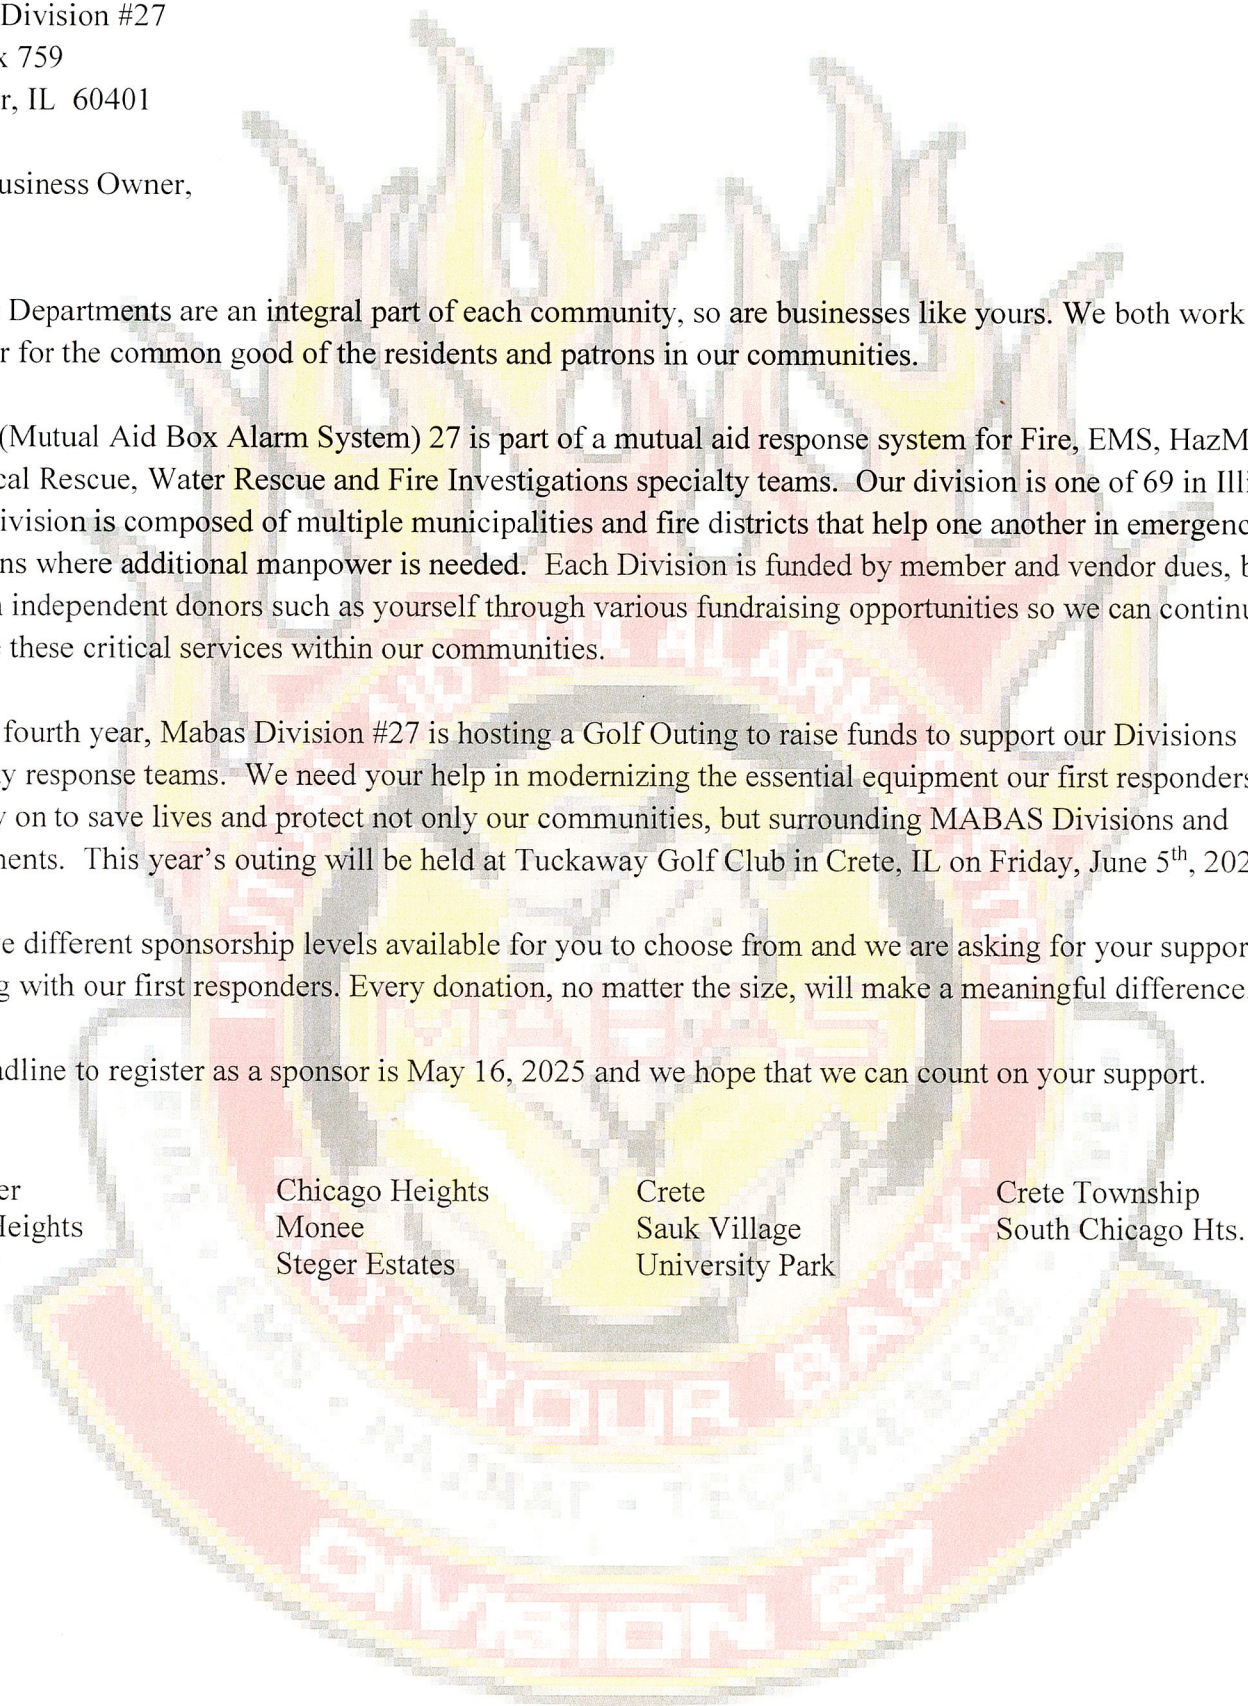 Division #27
x 759
r, IL 60401
usiness Owner,
Departments are an integral part of each community, so are businesses like yours. We both work
r for the common good of the residents and patrons in our communities.
(Mutual Aid Box Alarm System) 27 is part of a mutual aid response system for Fire, EMS, HazM
cal Rescue, Water Rescue and Fire Investigations specialty teams. Our division is one of 69 in Illi
ivision is composed of multiple municipalities and fire districts that help one another in emergenc
ns where additional manpower is needed. Each Division is funded by member and vendor dues, b
n independent donors such as yourself through various fundraising opportunities so we can continu
e these critical services within our communities.
fourth year, Mabas Division #27 is hosting a Golf Outing to raise funds to support our Divisions
ty response teams. We need your help in modernizing the essential equipment our first responders
y on to save lives and protect not only our communities, but surrounding MABAS Divisions and
ments. This year's outing will be held at Tuckaway Golf Club in Crete, IL on Friday, June 5th, 202
e different sponsorship levels available for you to choose from and we are asking for your suppor
g with our first responders. Every donation, no matter the size, will make a meaningful difference.
adline to register as a sponsor is May 16, 2025 and we hope that we can count on your support.
er Chicago Heights Crete Crete Township
Heights Monee Sauk Village South Chicago Hts.
Steger Estates University Park
BOX ALARM
MABAS
GOT YOUR BACK
DIVISION 27